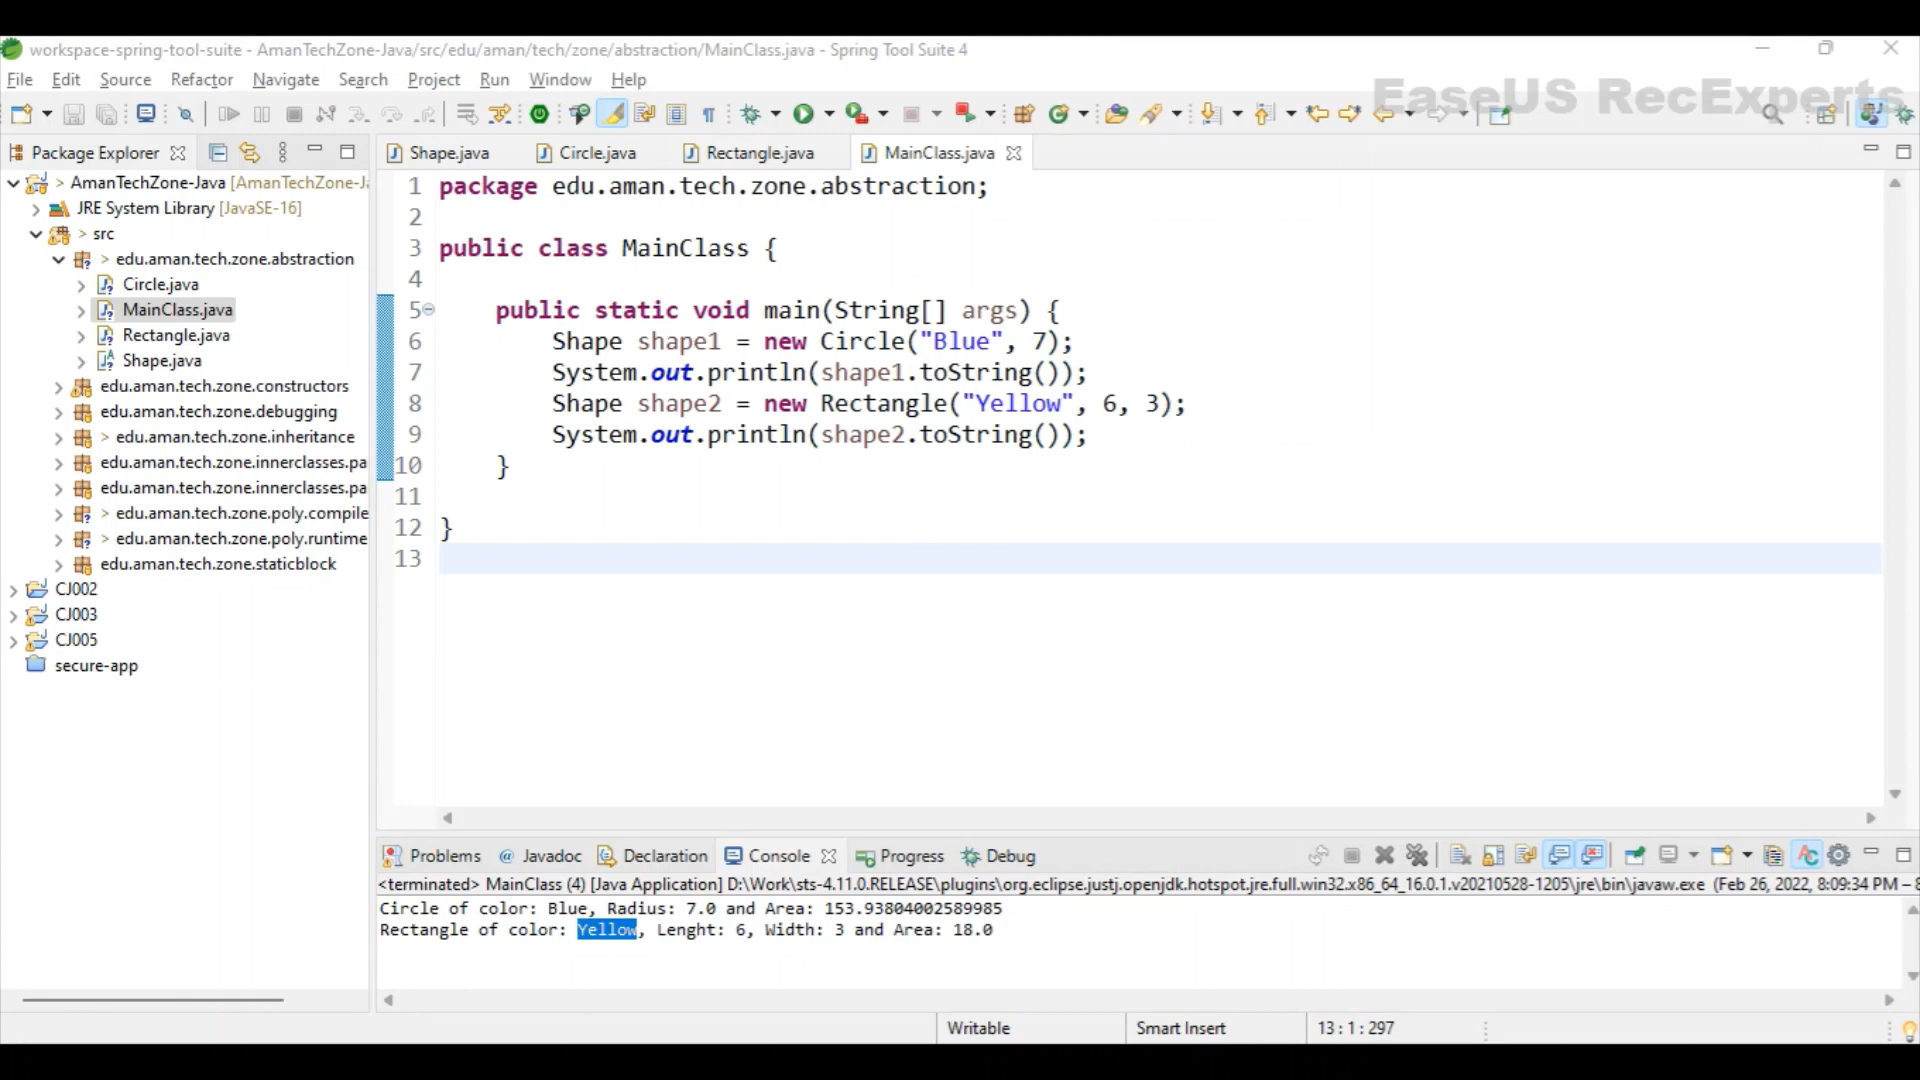 workspace-spring-tool-suite - AmanTechZone-Java/src/edu/aman/tech/zone/abstraction/MainClass.java - Spring Tool Suite 4
File Edit Source Refactor Navigate Search Project Run Window Help
EaseUS RecExperts
Package Explorer
Shape.java Circle.java Rectangle.java MainClass.java
> AmanTechZone-Java [AmanTechZone-J
JRE System Library [JavaSE-16]
> src
> edu.aman.tech.zone.abstraction
Circle.java
MainClass.java
Rectangle.java
Shape.java
edu.aman.tech.zone.constructors
edu.aman.tech.zone.debugging
> edu.aman.tech.zone.inheritance
edu.aman.tech.zone.innerclasses.pa
edu.aman.tech.zone.innerclasses.pa
> edu.aman.tech.zone.poly.compile
> edu.aman.tech.zone.poly.runtime
edu.aman.tech.zone.staticblock
CJ002
CJ003
CJ005
secure-app
1 package edu.aman.tech.zone.abstraction;
2
3 public class MainClass {
4
5 public static void main(String[] args) {
6 Shape shape1 = new Circle("Blue", 7);
7 System.out.println(shape1.toString());
8 Shape shape2 = new Rectangle("Yellow", 6, 3);
9 System.out.println(shape2.toString());
10 }
11
12 }
13
Problems @ Javadoc Declaration Console Progress Debug
<terminated> MainClass (4) [Java Application] D:\Work\sts-4.11.0.RELEASE\plugins\org.eclipse.justj.openjdk.hotspot.jre.full.win32.x86_64_16.0.1.v20210528-1205\jre\bin\javaw.exe (Feb 26, 2022, 8:09:34 PM – 8
Circle of color: Blue, Radius: 7.0 and Area: 153.93804002589985
Rectangle of color: Yellow, Lenght: 6, Width: 3 and Area: 18.0
Writable Smart Insert 13 : 1 : 297